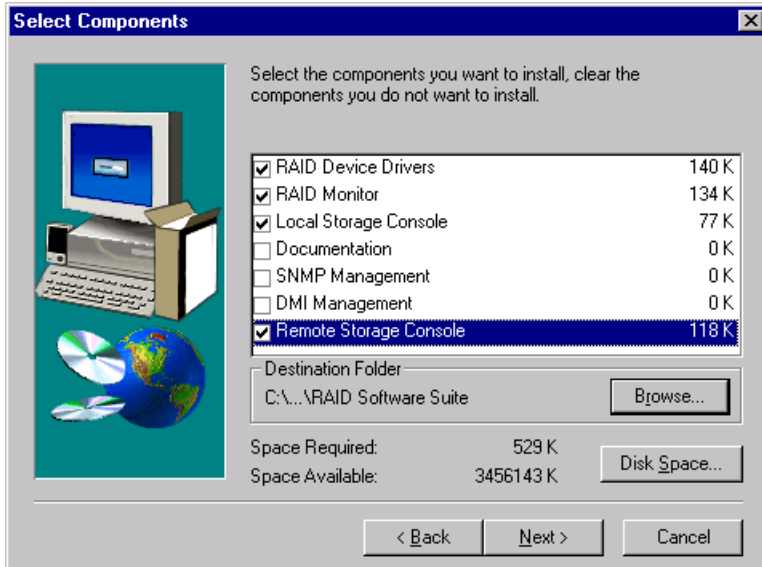 Select Components
Select the components you want to install, clear the
components you do not want to install.
RAID Device Drivers 140 K
RAID Monitor 134 K
Local Storage Console 77 K
Documentation 0 K
SNMP Management 0 K
DMI Management 0 K
Remote Storage Console 118 K
Destination Folder
C:\...\RAID Software Suite Browse...
Space Required: 529 K
Space Available: 3456143 K
Disk Space...
< Back Next > Cancel